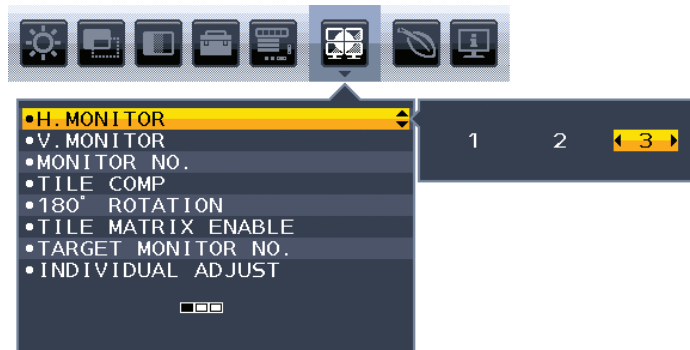 •H.MONITOR
1 2 3
•V.MONITOR
•MONITOR NO.
•TILE COMP
•180° ROTATION
•TILE MATRIX ENABLE
•TARGET MONITOR NO.
•INDIVIDUAL ADJUST